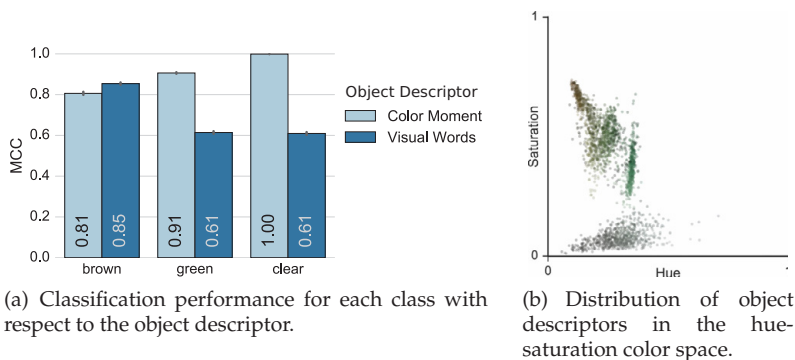 1.0
0.8
0.6
0.4
0.2
0.0
MCC
0.81
0.85
0.91
0.61
1.00
0.61
brown
green
clear
Object Descriptor
Color Moment
Visual Words
(a) Classification performance for each class with
respect to the object descriptor.
1
Saturation
0
0
Hue
1
(b) Distribution of object
descriptors in the hue-
saturation color space.